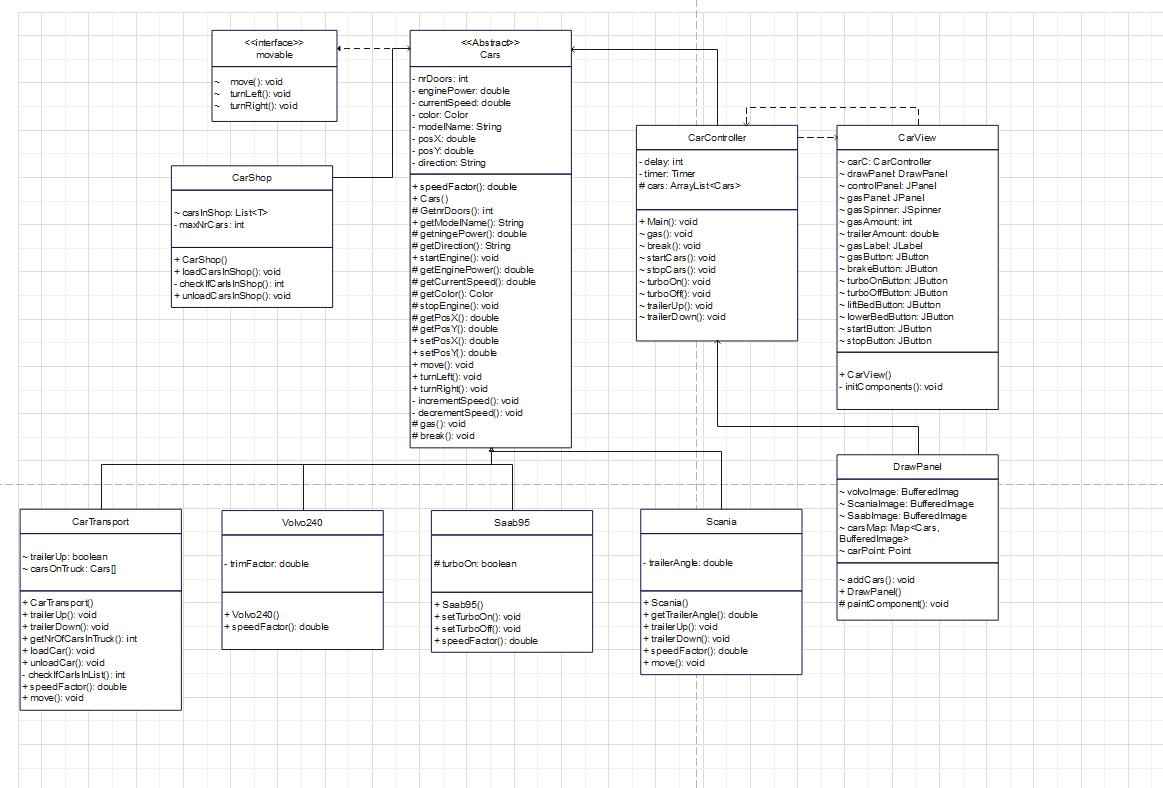 <<interface>>
movable
~ move(): void
~ turnLeft(): void
~ turnRight(): void
<<Abstract>>
Cars
- nrDoors: int
- enginePower: double
- currentSpeed: double
- color: Color
- modelName: String
- posX: double
- posY: double
- direction: String
+ speedFactor(): double
+ Cars()
# GetnrDoors(): int
+ getModelName(): String
# getningePower(): double
# getDirection(): String
+ startEngine(): void
# getEnginePower(): double
# getCurrentSpeed(): double
# getColor(): Color
# stopEngine(): void
# getPosX(): double
# getPosY(): double
+ setPosX(): double
+ setPosY(): double
+ move(): void
+ turnLeft(): void
+ turnRight(): void
- incrementSpeed(): void
- decrementSpeed(): void
# gas(): void
# break(): void
CarShop
~ carsInShop: List<T>
- maxNrCars: int
+ CarShop()
+ loadCarsInShop(): void
- checkIfCarIsInShop(): int
+ unloadCarsInShop(): void
CarController
- delay: int
- timer: Timer
# cars: ArrayList<Cars>
+ Main(): void
~ gas(): void
~ break(): void
~ startCars(): void
~ stopCars(): void
~ turboOn(): void
~ turboOff(): void
~ trailerUp(): void
~ trailerDown(): void
CarView
~ carC: CarController
~ drawPanel: DrawPanel
~ controlPanel: JPanel
~ gasPanel: JPanel
~ gasSpinner: JSpinner
~ gasAmount: int
~ trailerAmount: double
~ gasLabel: JLabel
~ gasButton: JButton
~ brakeButton: JButton
~ turboOnButton: JButton
~ turboOffButton: JButton
~ liftBedButton: JButton
~ lowerBedButton: JButton
~ startButton: JButton
~ stopButton: JButton
+ CarView()
- initComponents(): void
DrawPanel
~ volvoImage: BufferedImag
~ ScaniaImage: BufferedImage
~ SaabImage: BufferedImage
~ carsMap: Map<Cars,
BufferedImage>
~ carPoint: Point
~ addCars(): void
+ DrawPanel()
# paintComponent(): void
CarTransport
~ trailerUp: boolean
~ carsOnTruck: Cars[]
+ CarTransport()
+ trailerUp(): void
+ trailerDown(): void
+ getNrOfCarsInTruck(): int
+ loadCar(): void
+ unloadCar(): void
- checkIfCarIsInList(): int
+ speedFactor(): double
+ move(): void
Volvo240
- trimFactor: double
+ Volvo240()
+ speedFactor(): double
Saab95
# turboOn: boolean
+ Saab95()
+ setTurboOn(): void
+ setTurboOff(): void
+ speedFactor(): double
Scania
- trailerAngle: double
+ Scania()
+ getTrailerAngle(): double
+ trailerUp(): void
+ trailerDown(): void
+ speedFactor(): double
+ move(): void